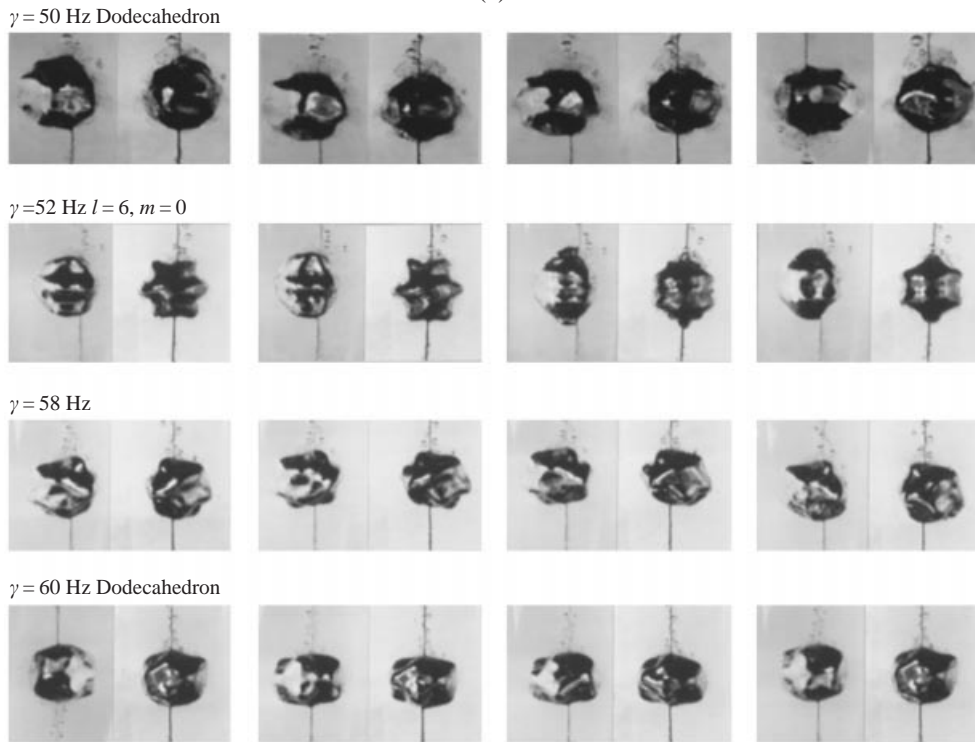 γ = 50 Hz Dodecahedron
γ =52 Hz l = 6, m = 0
γ = 58 Hz
γ = 60 Hz Dodecahedron